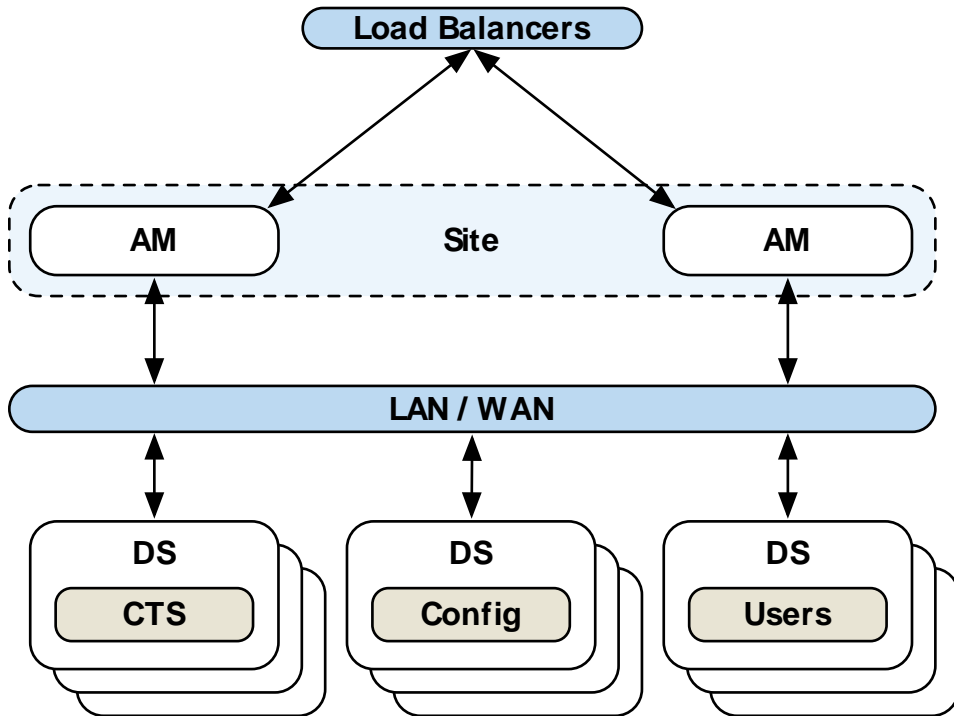 Load Balancers
AM
Site
AM
LAN / WAN
DS
DS
DS
CTS
Config
Users